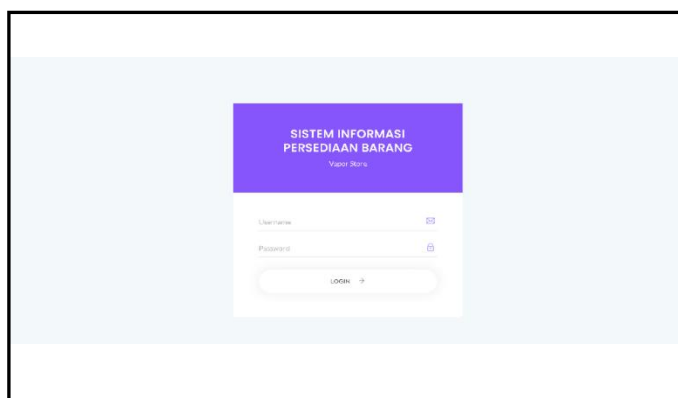 SISTEM INFORMASI
PERSEDIAAN BARANG
Vapor Store
Username
Password
LOGIN